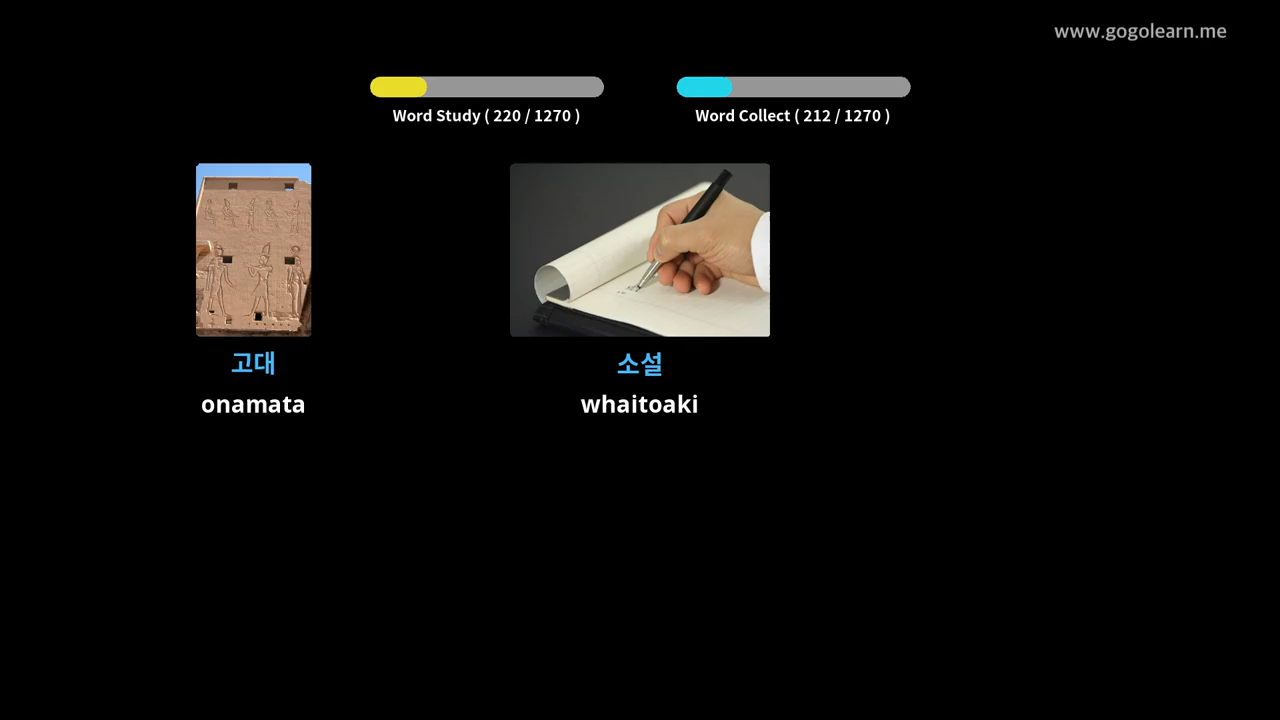 www.gogolearn.me
Word Study ( 220 / 1270 )
Word Collect ( 212 / 1270 )
고대
onamata
소설
whaitoaki